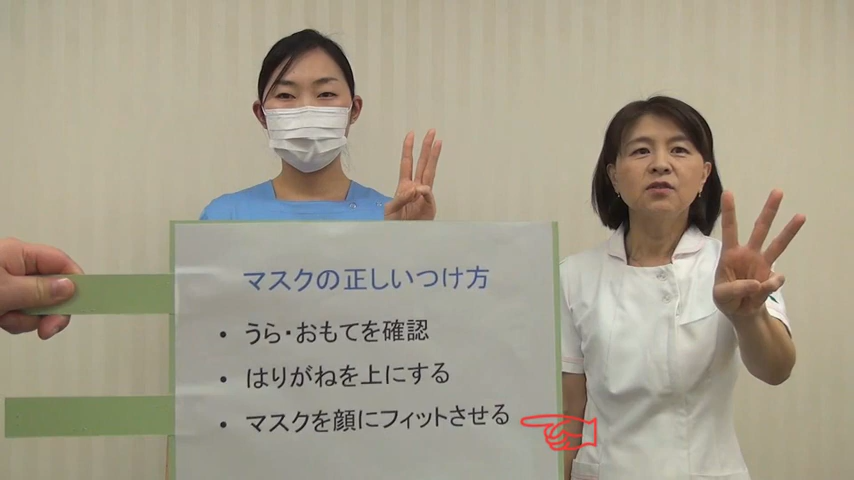 マスクの正しいつけ方
・うら・おもてを確認
・はりがねを上にする
・マスクを顔にフィットさせる